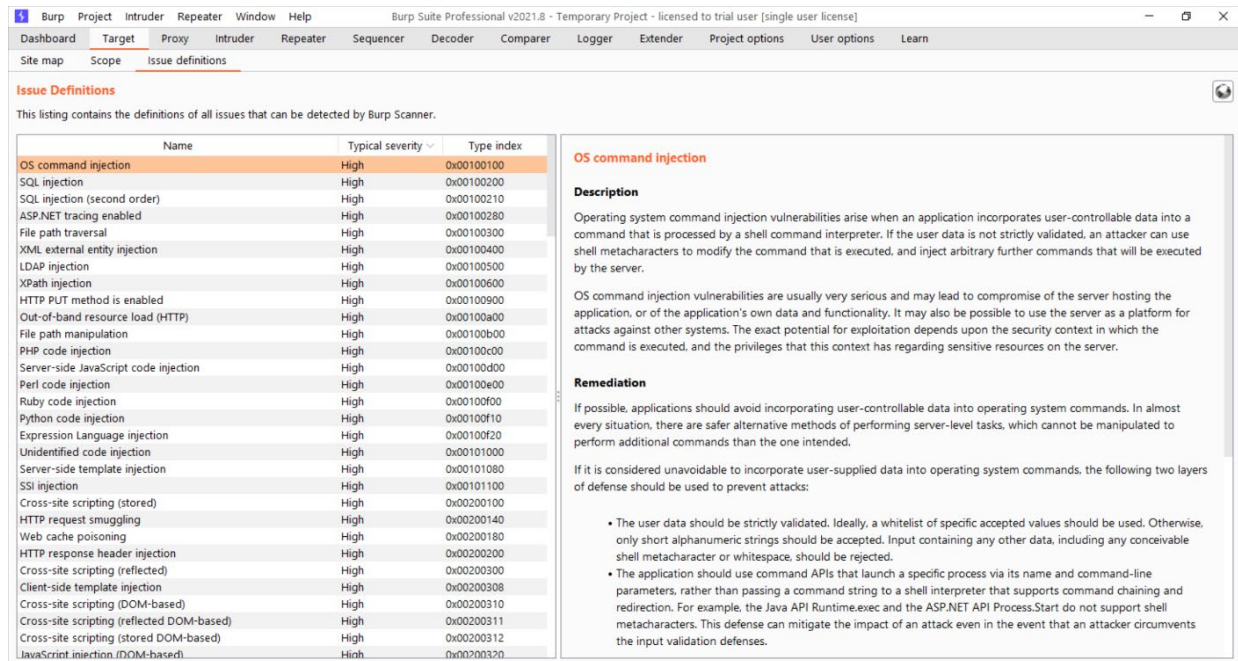 Burp Project Intruder Repeater Window Help Burp Suite Professional v2021.8 - Temporary Project - licensed to trial user [single user license]
Dashboard Target Proxy Intruder Repeater Sequencer Decoder Comparer Logger Extender Project options User options Learn
Site map Scope Issue definitions
Issue Definitions
This listing contains the definitions of all issues that can be detected by Burp Scanner.
Name Typical severity Type index
OS command injection High 0x00100100
SQL injection High 0x00100200
SQL injection (second order) High 0x00100210
ASP.NET tracing enabled High 0x00100280
File path traversal High 0x00100300
XML external entity injection High 0x00100400
LDAP injection High 0x00100500
XPath injection High 0x00100600
HTTP PUT method is enabled High 0x00100900
Out-of-band resource load (HTTP) High 0x00100a00
File path manipulation High 0x00100b00
PHP code injection High 0x00100c00
Server-side JavaScript code injection High 0x00100d00
Perl code injection High 0x00100e00
Ruby code injection High 0x00100f00
Python code injection High 0x00100f10
Expression Language injection High 0x00100f20
Unidentified code injection High 0x00101000
Server-side template injection High 0x00101080
SSI injection High 0x00101100
Cross-site scripting (stored) High 0x00200100
HTTP request smuggling High 0x00200140
Web cache poisoning High 0x00200180
HTTP response header injection High 0x00200200
Cross-site scripting (reflected) High 0x00200300
Client-side template injection High 0x00200308
Cross-site scripting (DOM-based) High 0x00200310
Cross-site scripting (reflected DOM-based) High 0x00200311
Cross-site scripting (stored DOM-based) High 0x00200312
JavaScript injection (DOM-based) High 0x00200320
OS command injection
Description
Operating system command injection vulnerabilities arise when an application incorporates user-controllable data into a
command that is processed by a shell command interpreter. If the user data is not strictly validated, an attacker can use
shell metacharacters to modify the command that is executed, and inject arbitrary further commands that will be executed
by the server.
OS command injection vulnerabilities are usually very serious and may lead to compromise of the server hosting the
application, or of the application's own data and functionality. It may also be possible to use the server as a platform for
attacks against other systems. The exact potential for exploitation depends upon the security context in which the
command is executed, and the privileges that this context has regarding sensitive resources on the server.
Remediation
If possible, applications should avoid incorporating user-controllable data into operating system commands. In almost
every situation, there are safer alternative methods of performing server-level tasks, which cannot be manipulated to
perform additional commands than the one intended.
If it is considered unavoidable to incorporate user-supplied data into operating system commands, the following two layers
of defense should be used to prevent attacks:
• The user data should be strictly validated. Ideally, a whitelist of specific accepted values should be used. Otherwise,
only short alphanumeric strings should be accepted. Input containing any other data, including any conceivable
shell metacharacter or whitespace, should be rejected.
• The application should use command APIs that launch a specific process via its name and command-line
parameters, rather than passing a command string to a shell interpreter that supports command chaining and
redirection. For example, the Java API Runtime.exec and the ASP.NET API Process.Start do not support shell
metacharacters. This defense can mitigate the impact of an attack even in the event that an attacker circumvents
the input validation defenses.